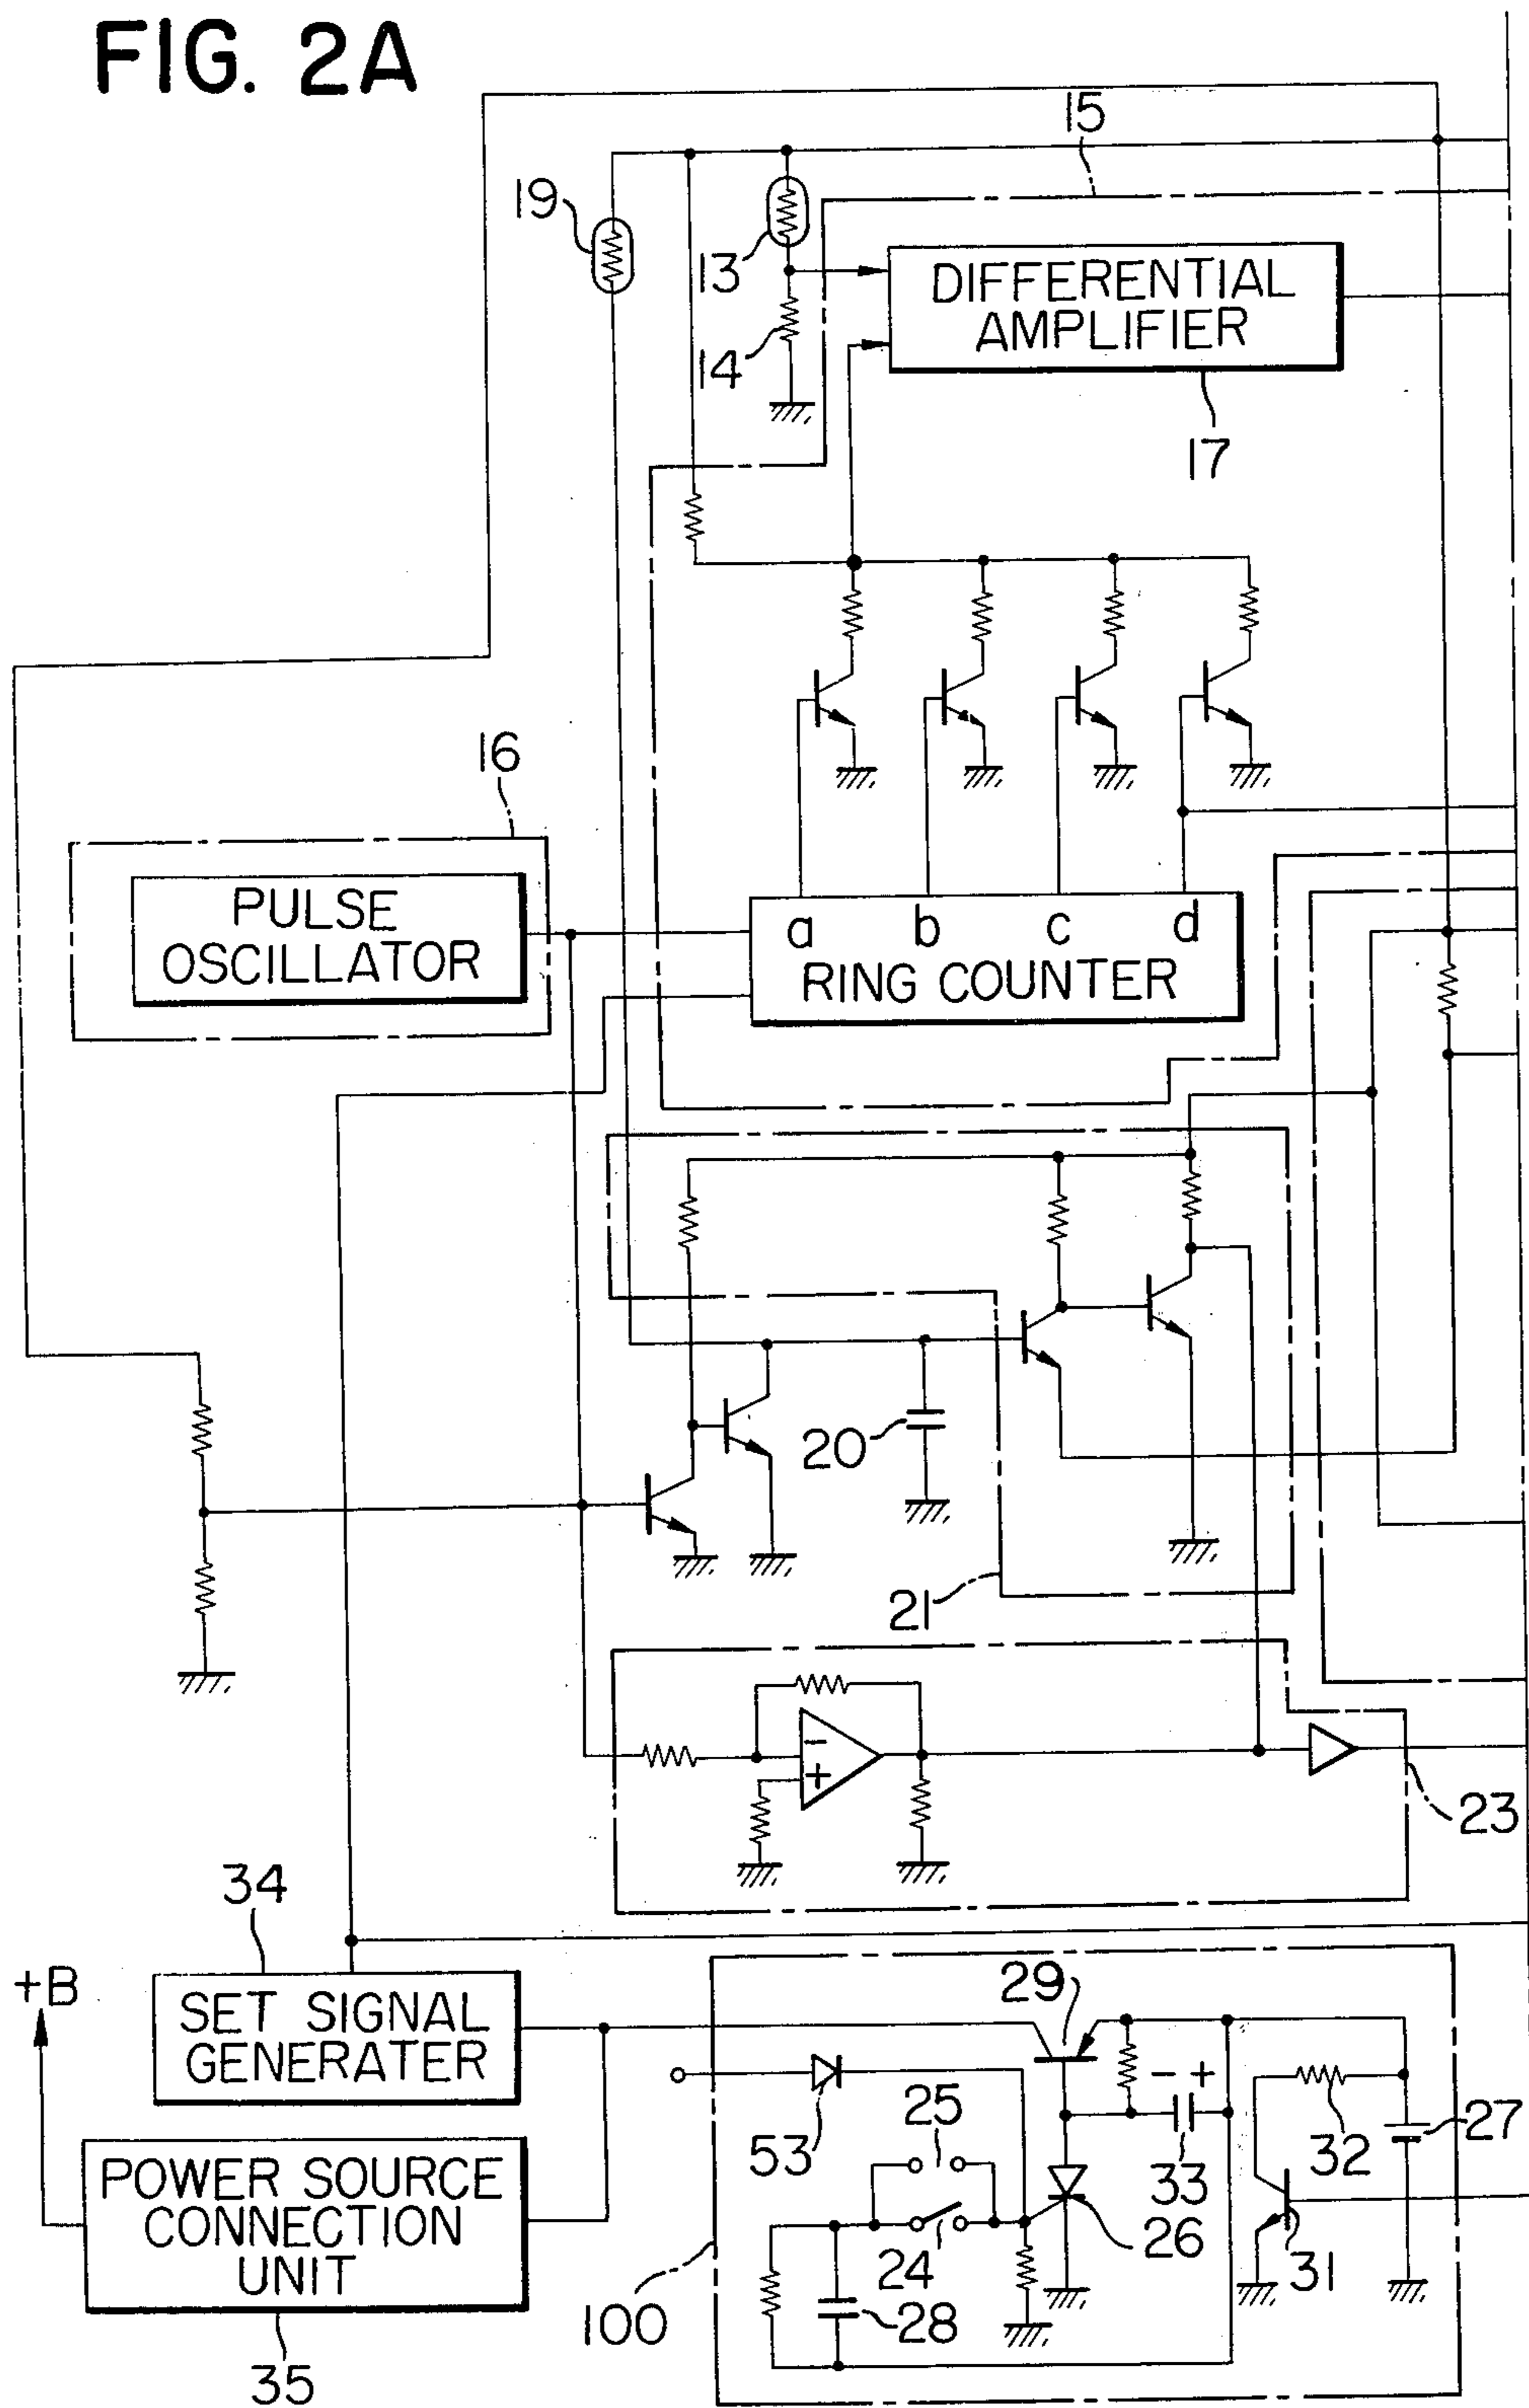 FIG. 2A
15
19
13
DIFFERENTIAL
AMPLIFIER
14
17
16
PULSE
OSCILLATOR
a b c d
RING COUNTER
20
21
-
+
23
34
+B
SET SIGNAL
GENERATER
29
- +
25
53
33
32
27
POWER SOURCE
CONNECTION
UNIT
24
26
31
100
28
35